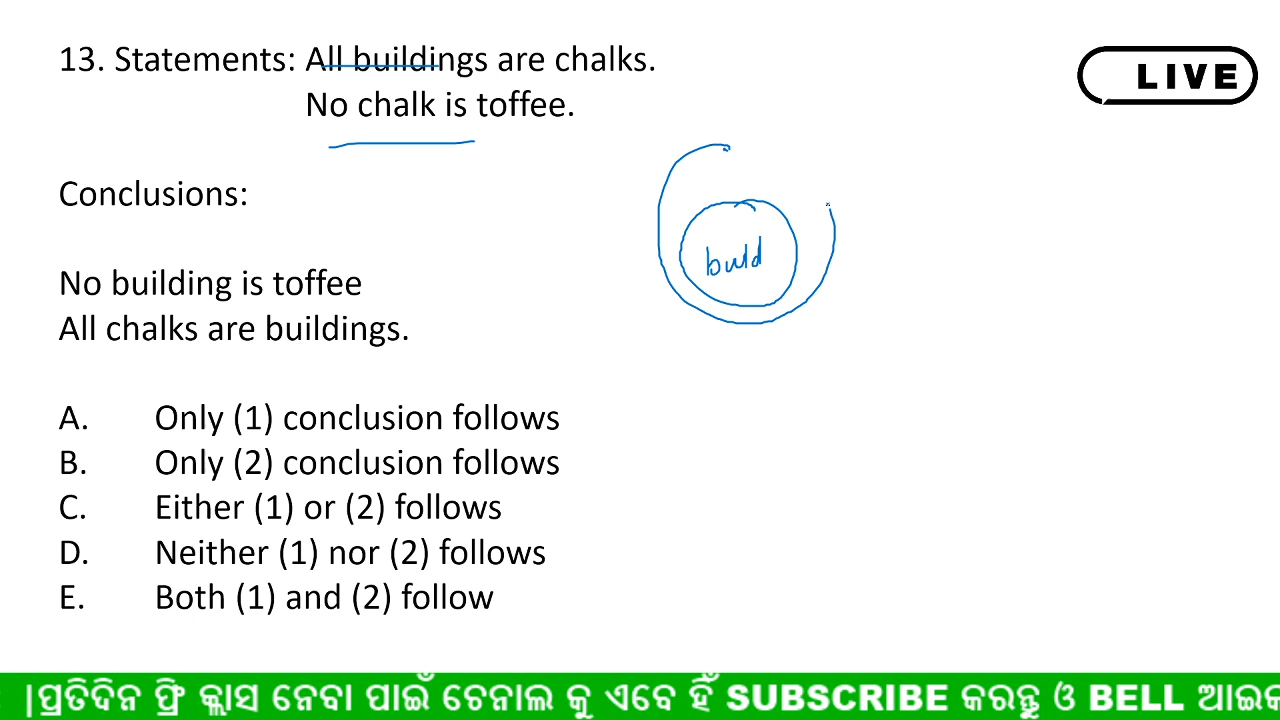 13. Statements: All buildings are chalks.
No chalk is toffee.
LIVE
Conclusions:
build
No building is toffee
All chalks are buildings.
A. Only (1) conclusion follows
B. Only (2) conclusion follows
C. Either (1) or (2) follows
D. Neither (1) nor (2) follows
E. Both (1) and (2) follow
|ପ୍ରତିଦିନ ଫ୍ରି କ୍ଲାସ ନେବା ପାଇଁ ଚେନାଲ କୁ ଏବେ ହିଁ SUBSCRIBE କରନ୍ତୁ ଓ BELL ଆଇକ